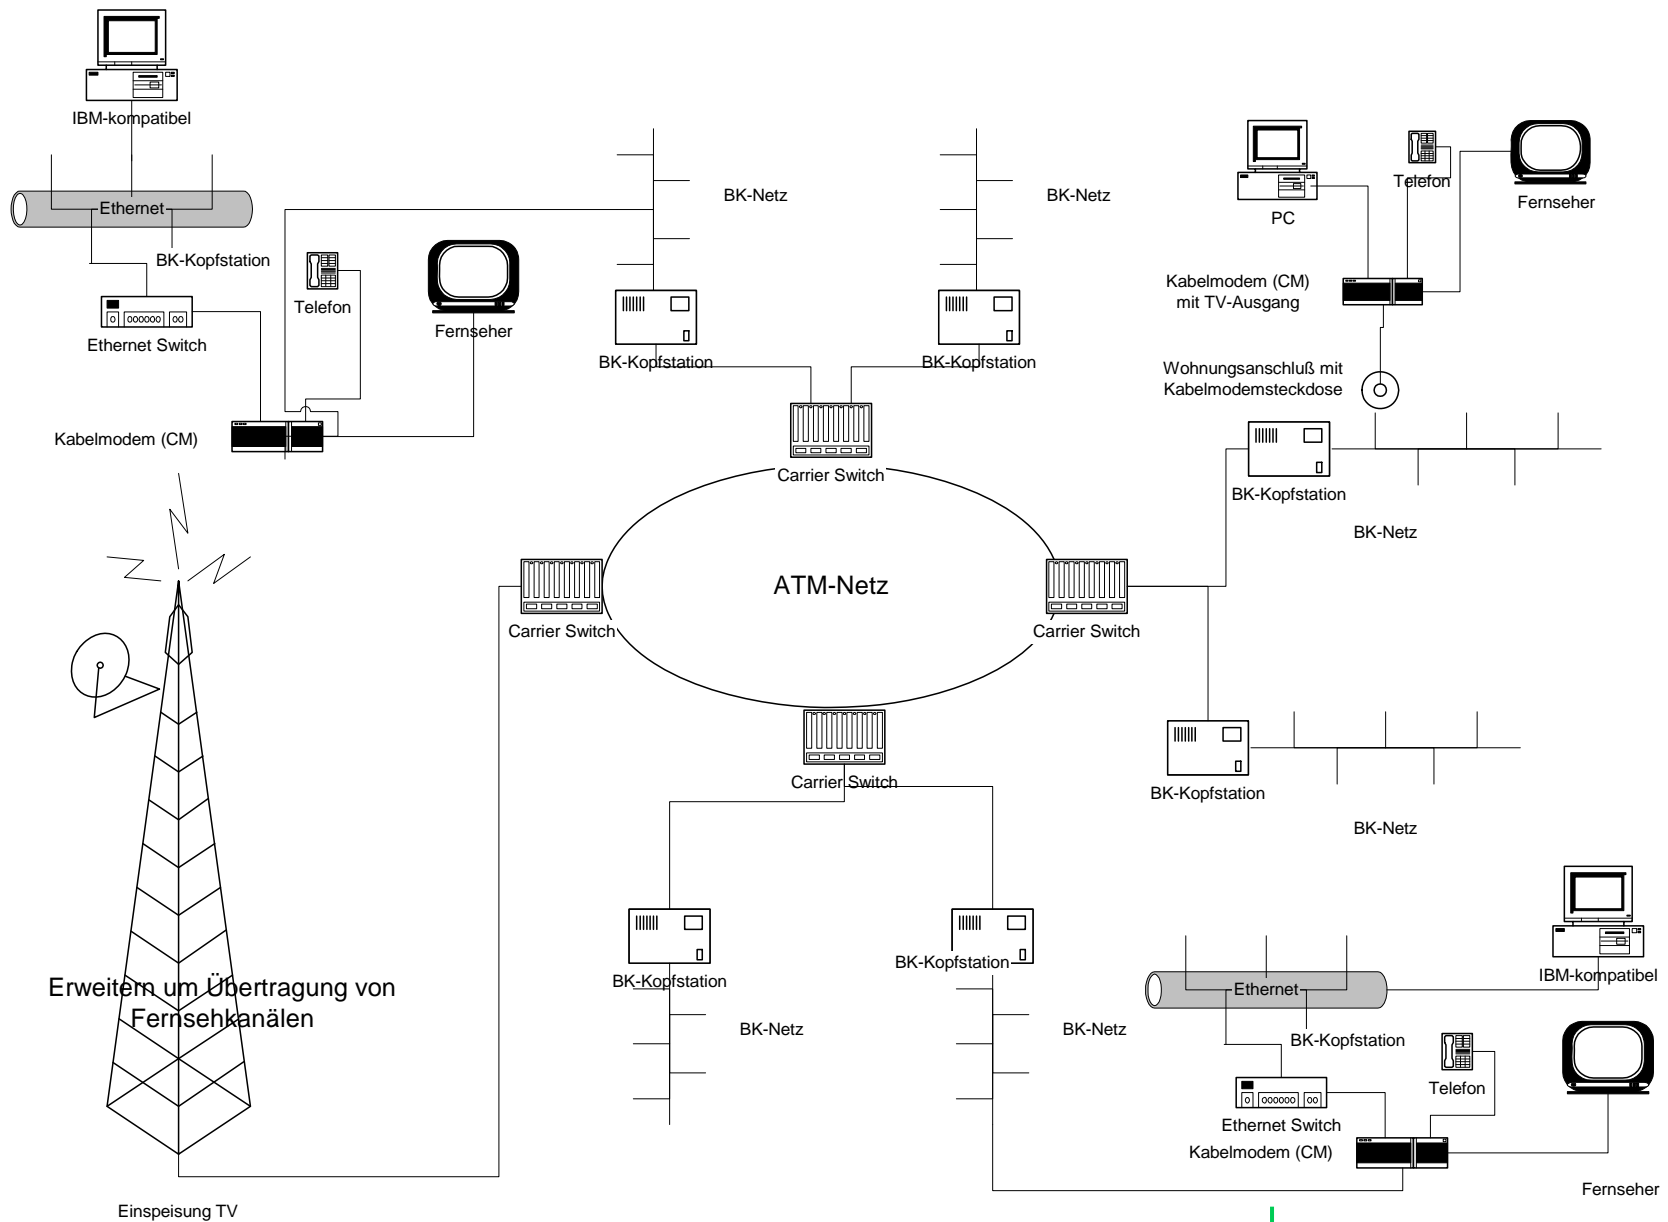 IBM-kompatibel
Ethernet
BK-Kopfstation
Ethernet Switch
Telefon
Fernseher
Kabelmodem (CM)
BK-Netz
BK-Kopfstation
BK-Netz
BK-Kopfstation
Carrier Switch
PC
Telefon
Fernseher
Kabelmodem (CM)
mit TV-Ausgang
Wohnungsanschluß mit
Kabelmodemsteckdose
BK-Kopfstation
BK-Netz
ATM-Netz
Carrier Switch
Carrier Switch
Carrier Switch
BK-Kopfstation
BK-Netz
Erweitern um Übertragung von
Fernsehkanälen
Einspeisung TV
BK-Kopfstation
BK-Netz
BK-Kopfstation
BK-Netz
IBM-kompatibel
Ethernet
BK-Kopfstation
Ethernet Switch
Telefon
Kabelmodem (CM)
Fernseher